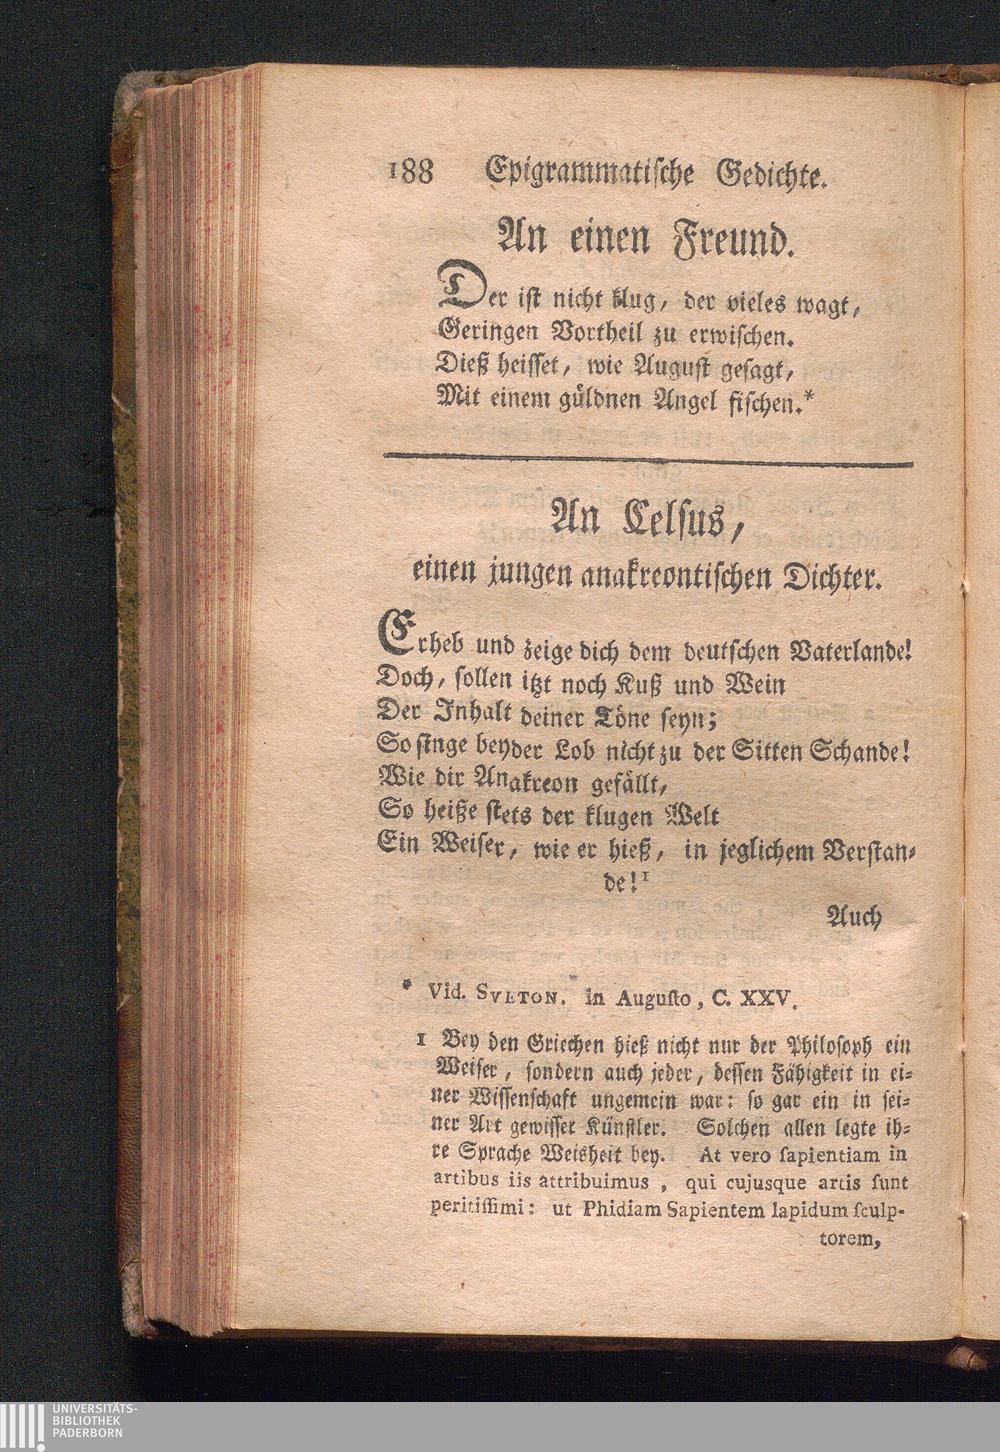 188 Epigrammatische Gedichte.
An einen Freund.
Der ist nicht klug, der vieles wagt,
Geringen Vortheil zu erwischen.
Dieß heisset, wie August gesagt,
Mit einem güldnen Angel fischen.*
An Celsus,
einen jungen anakreontischen Dichter.
Erheb und zeige dich dem deutschen Vaterlande!
Doch, sollen itzt noch Kuß und Wein
Der Inhalt deiner Töne seyn;
So singe beyder Lob nicht zu der Sitten Schande!
Wie dir Anakreon gefällt,
So heiße stets der klugen Welt
Ein Weiser, wie er hieß, in jeglichem Verstan-
de!1
Auch
* Vid. SVETON. in Augusto, C. XXV.
1 Bey den Griechen hieß nicht nur der Philosoph ein
Weiser, sondern auch jeder, dessen Fähigkeit in ei-
ner Wissenschaft ungemein war: so gar ein in sei-
ner Art gewisser Künstler. Solchen allen legte ih-
re Sprache Weisheit bey. At vero sapientiam in
artibus iis attribuimus, qui cujusque artis sunt
peritissimi: ut Phidiam Sapientem lapidum sculp-
torem,
UNIVERSITÄTS-
BIBLIOTHEK
PADERBORN